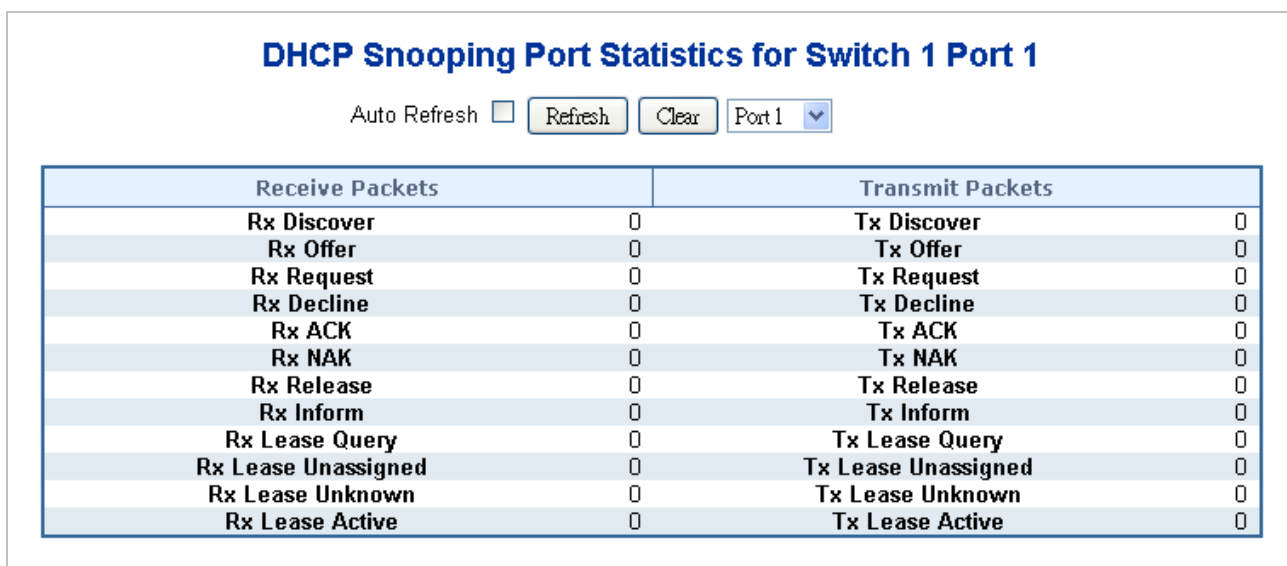 DHCP Snooping Port Statistics for Switch 1 Port 1
Auto Refresh Refresh Clear Port 1
Receive Packets Transmit Packets
Rx Discover 0 Tx Discover 0
Rx Offer 0 Tx Offer 0
Rx Request 0 Tx Request 0
Rx Decline 0 Tx Decline 0
Rx ACK 0 Tx ACK 0
Rx NAK 0 Tx NAK 0
Rx Release 0 Tx Release 0
Rx Inform 0 Tx Inform 0
Rx Lease Query 0 Tx Lease Query 0
Rx Lease Unassigned 0 Tx Lease Unassigned 0
Rx Lease Unknown 0 Tx Lease Unknown 0
Rx Lease Active 0 Tx Lease Active 0